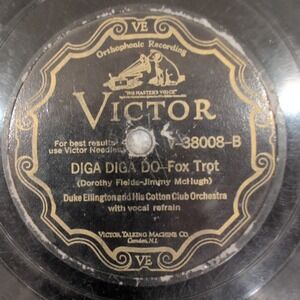 VE
Orthophonic Recording
"HIS MASTER'S VOICE"
VICTOR
For best results
use Victor Needles
V-38008-B
DIGA DIGA DO-Fox Trot
(Dorothy Fields-Jimmy McHugh)
Duke Ellington and His Cotton Club Orchestra
with vocal refrain
VICTOR TALKING MACHINE CO.
Camden, N.J.
VE